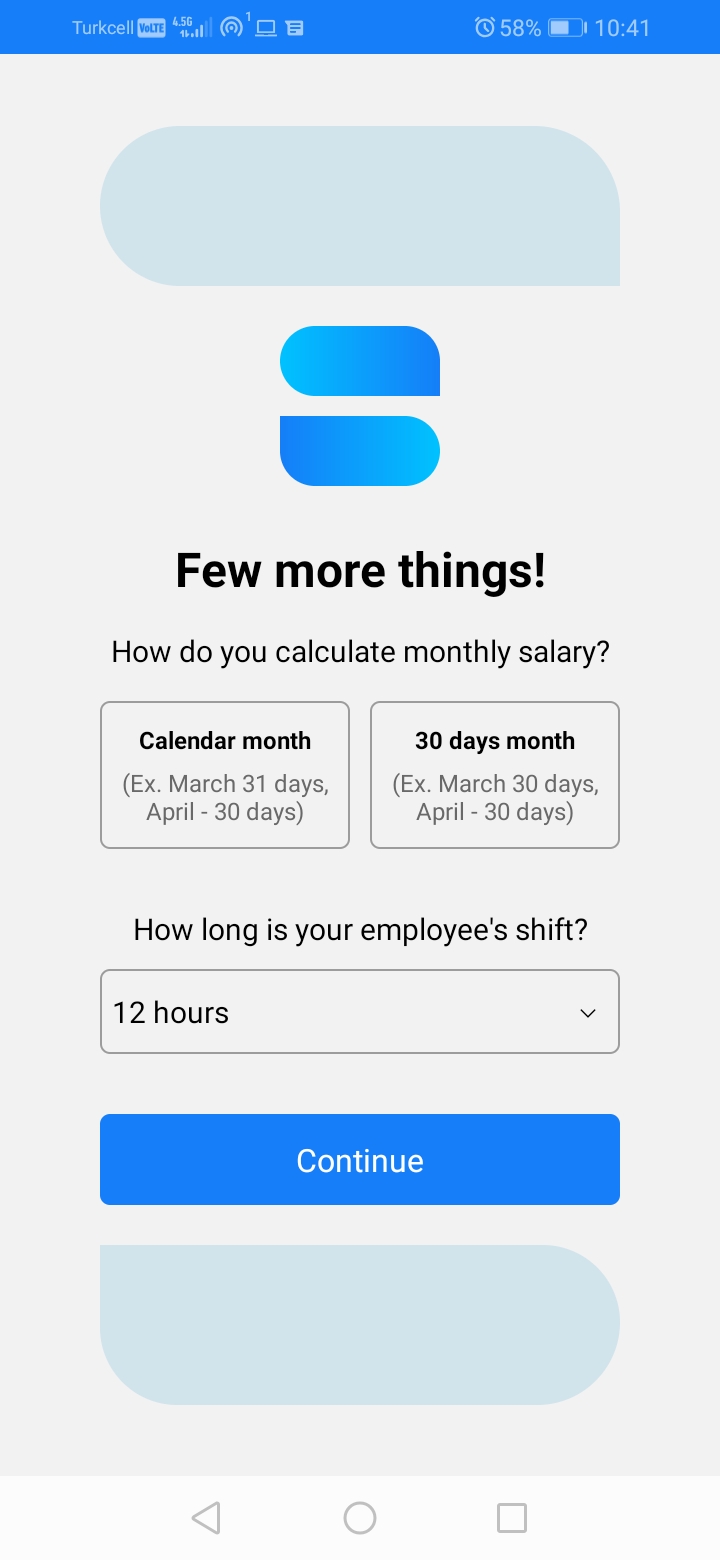 Turkcell VoLTE 4.5G 1 58% 10:41
Few more things!
How do you calculate monthly salary?
Calendar month
(Ex. March 31 days,
April - 30 days)
30 days month
(Ex. March 30 days,
April - 30 days)
How long is your employee's shift?
12 hours
Continue